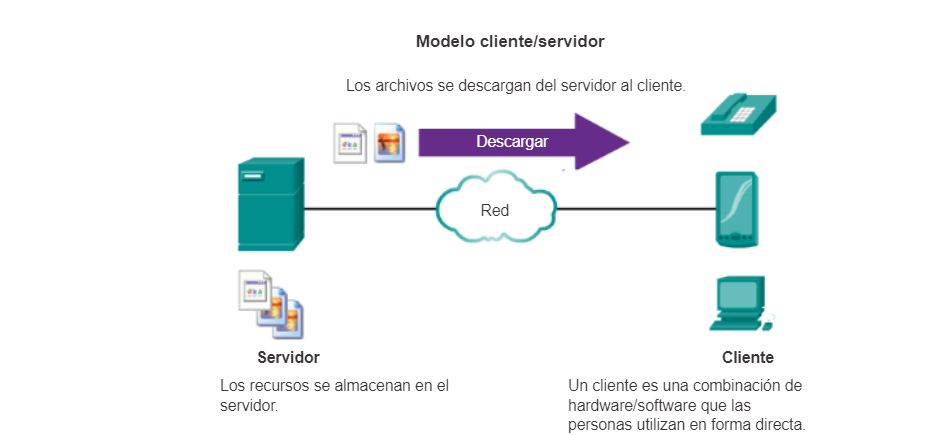 Modelo cliente/servidor
Los archivos se descargan del servidor al cliente.
Descargar
Red
Servidor
Los recursos se almacenan en el
servidor.
Cliente
Un cliente es una combinación de
hardware/software que las
personas utilizan en forma directa.